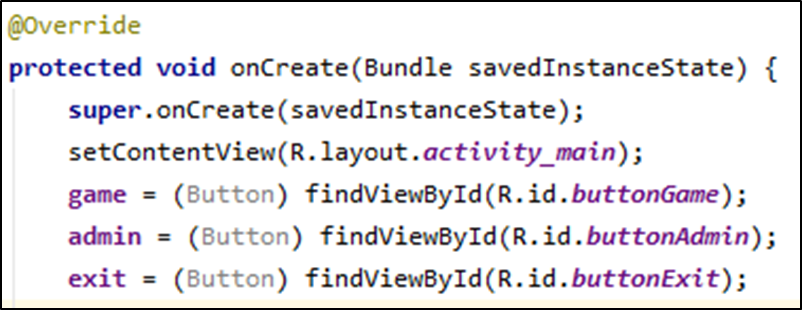 @Override
protected void onCreate(Bundle savedInstanceState) {
super.onCreate(savedInstanceState);
setContentView(R.layout.activity_main);
game = (Button) findViewById(R.id.buttonGame);
admin = (Button) findViewById(R.id.buttonAdmin);
exit = (Button) findViewById(R.id.buttonExit);